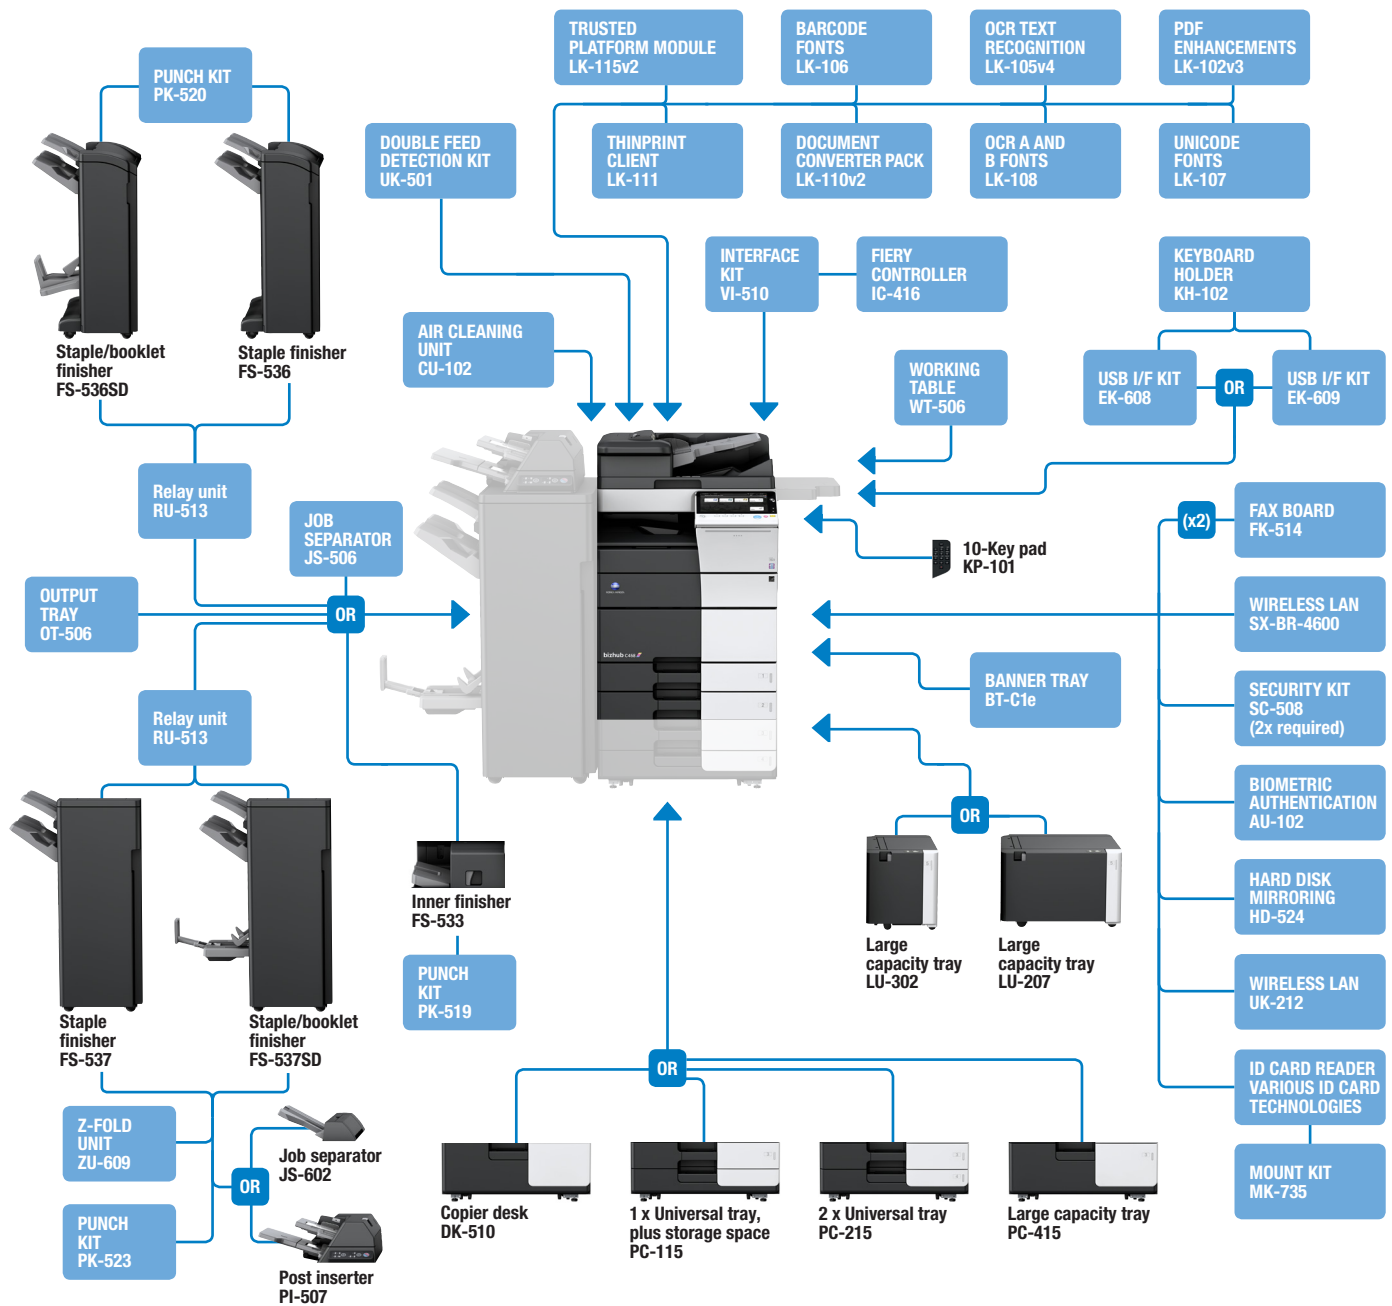 TRUSTED
PLATFORM MODULE
LK-115v2
BARCODE
FONTS
LK-106
OCR TEXT
RECOGNITION
LK-105v4
PDF
ENHANCEMENTS
LK-102v3
PUNCH KIT
PK-520
DOUBLE FEED
DETECTION KIT
UK-501
THINPRINT
CLIENT
LK-111
DOCUMENT
CONVERTER PACK
LK-110v2
OCR A AND
B FONTS
LK-108
UNICODE
FONTS
LK-107
INTERFACE
KIT
VI-510
FIERY
CONTROLLER
IC-416
KEYBOARD
HOLDER
KH-102
AIR CLEANING
UNIT
CU-102
Staple/booklet
finisher
FS-536SD
Staple finisher
FS-536
WORKING
TABLE
WT-506
USB I/F KIT
EK-608
OR
USB I/F KIT
EK-609
Relay unit
RU-513
JOB
SEPARATOR
JS-506
(x2)
FAX BOARD
FK-514
10-Key pad
KP-101
OUTPUT
TRAY
OT-506
OR
WIRELESS LAN
SX-BR-4600
bizhub C458
BANNER TRAY
BT-C1e
SECURITY KIT
SC-508
(2x required)
Relay unit
RU-513
BIOMETRIC
AUTHENTICATION
AU-102
OR
HARD DISK
MIRRORING
HD-524
Inner finisher
FS-533
Large
capacity tray
LU-302
Large
capacity tray
LU-207
PUNCH
KIT
PK-519
WIRELESS LAN
UK-212
Staple
finisher
FS-537
Staple/booklet
finisher
FS-537SD
OR
ID CARD READER
VARIOUS ID CARD
TECHNOLOGIES
Z-FOLD
UNIT
ZU-609
Job separator
JS-602
OR
MOUNT KIT
MK-735
PUNCH
KIT
PK-523
Post inserter
PI-507
Copier desk
DK-510
1 x Universal tray,
plus storage space
PC-115
2 x Universal tray
PC-215
Large capacity tray
PC-415